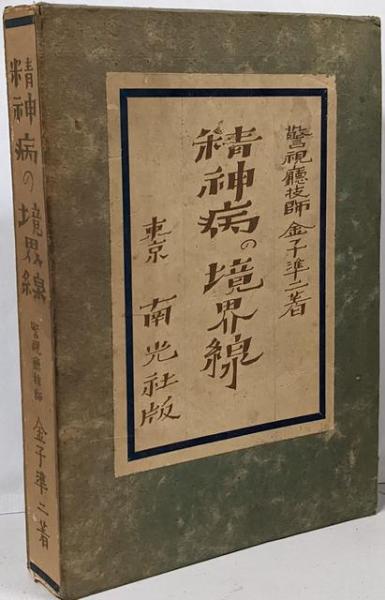 警視廳技師 金子準二著
精神病の境界線
東京 南光社版
精神病の境界線 警視廳技師 金子準二著